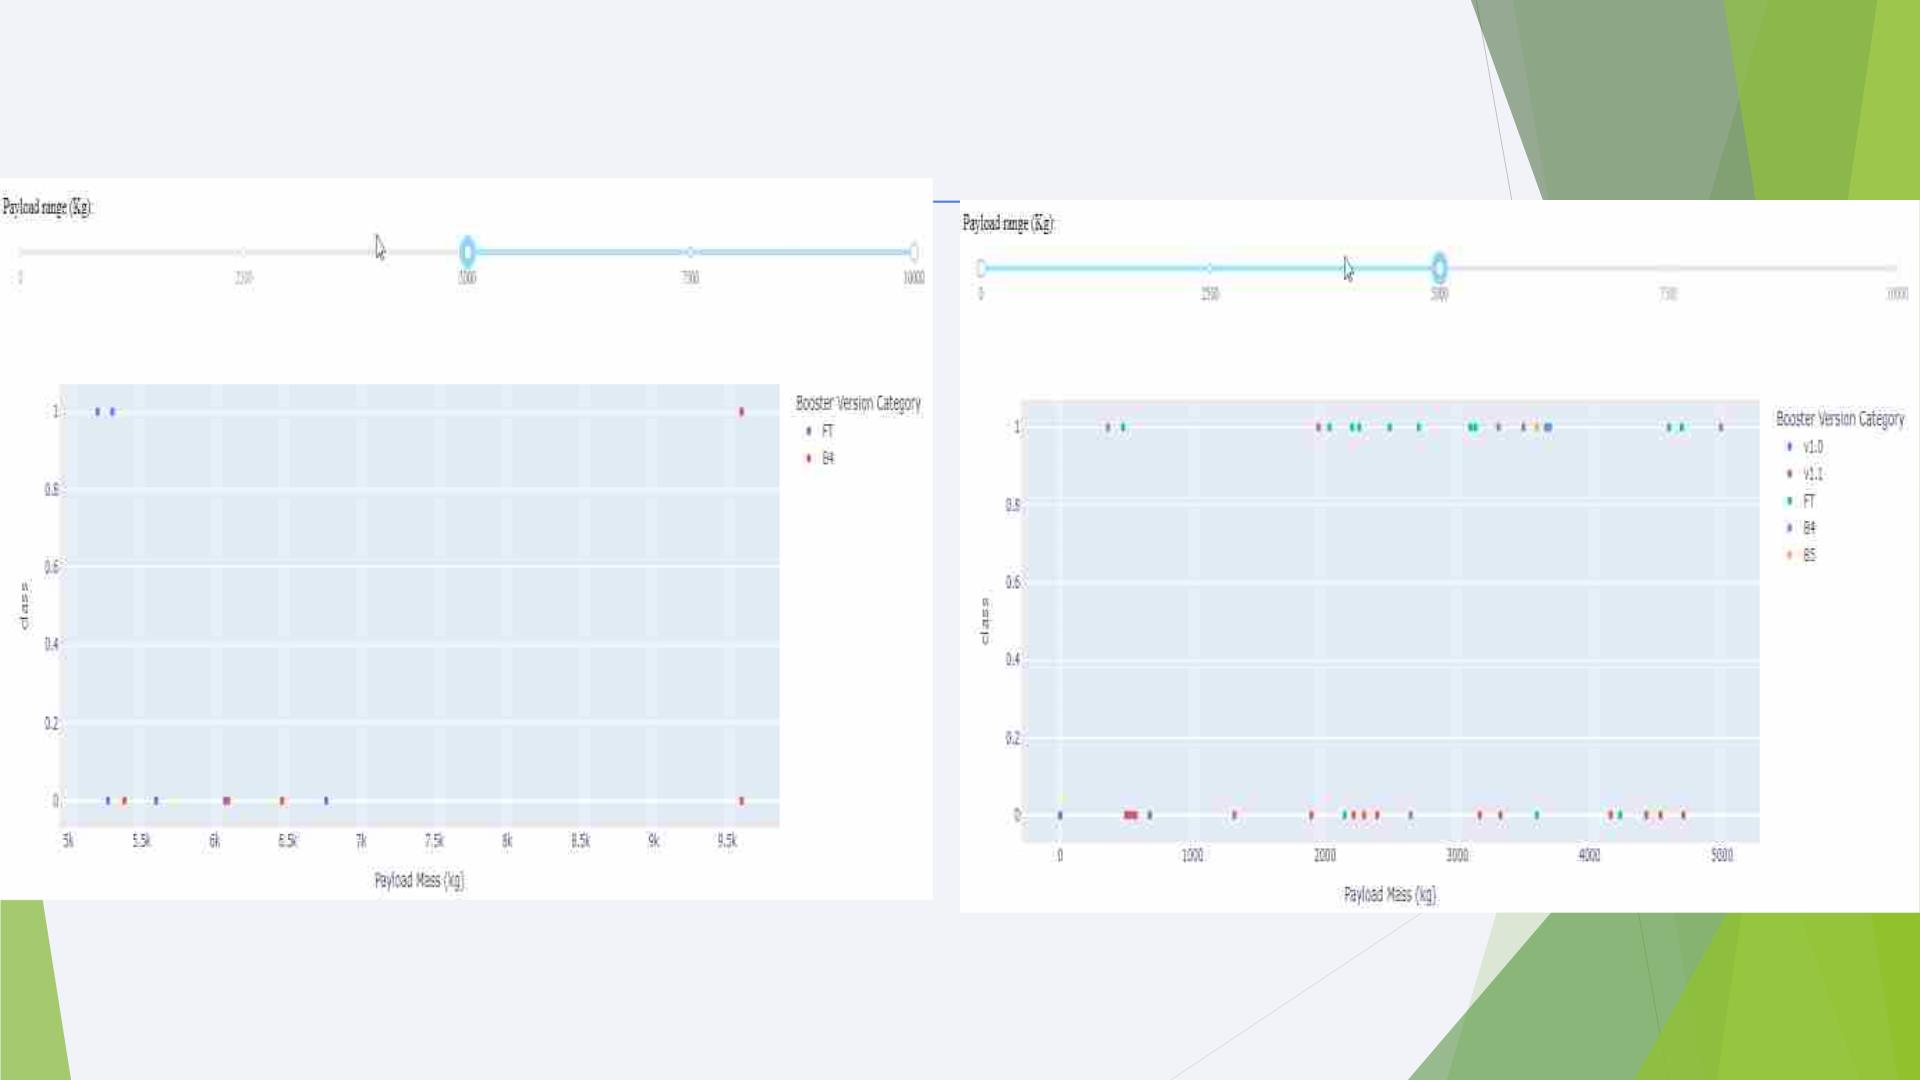 Payload range (Kg):
0 2500 5000 7500 10000
Booster Version Category
FT
B4
1
0.8
0.6
0.4
0.2
0
class
5k 5.5k 6k 6.5k 7k 7.5k 8k 8.5k 9k 9.5k
Payload Mass (kg)
Payload range (Kg):
0 2500 5000 7500 10000
Booster Version Category
v1.0
v1.1
FT
B4
B5
1
0.8
0.6
0.4
0.2
0
class
0 1000 2000 3000 4000 5000
Payload Mass (kg)